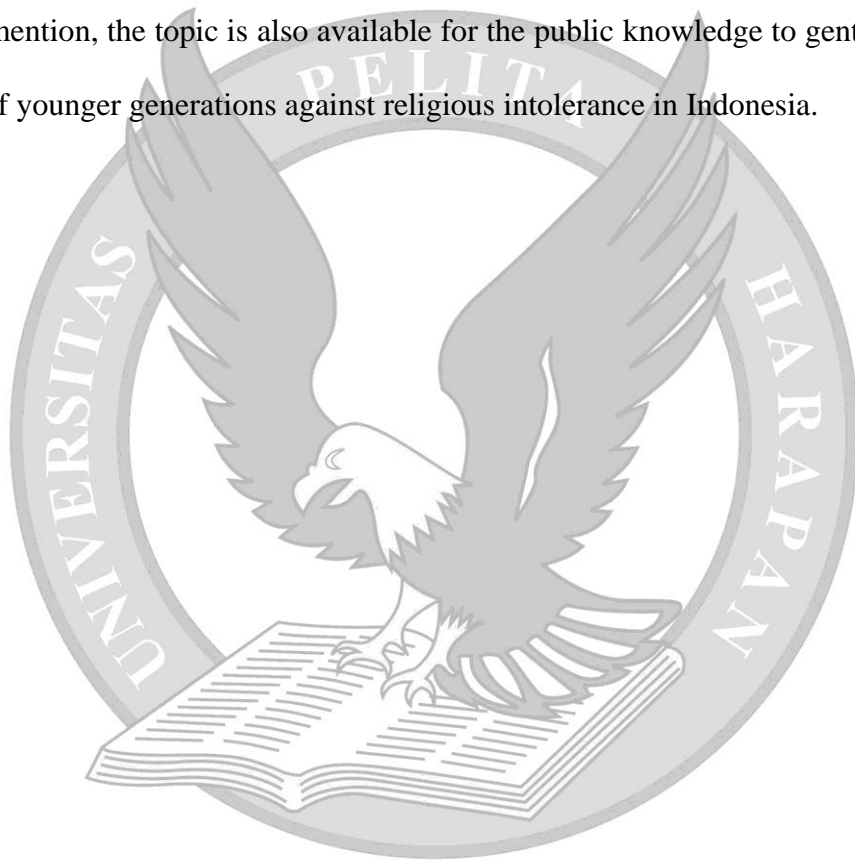 mention, the topic is also available for the public knowledge to gent
f younger generations against religious intolerance in Indonesia.
UNIVERSITAS PELITA HARAPAN